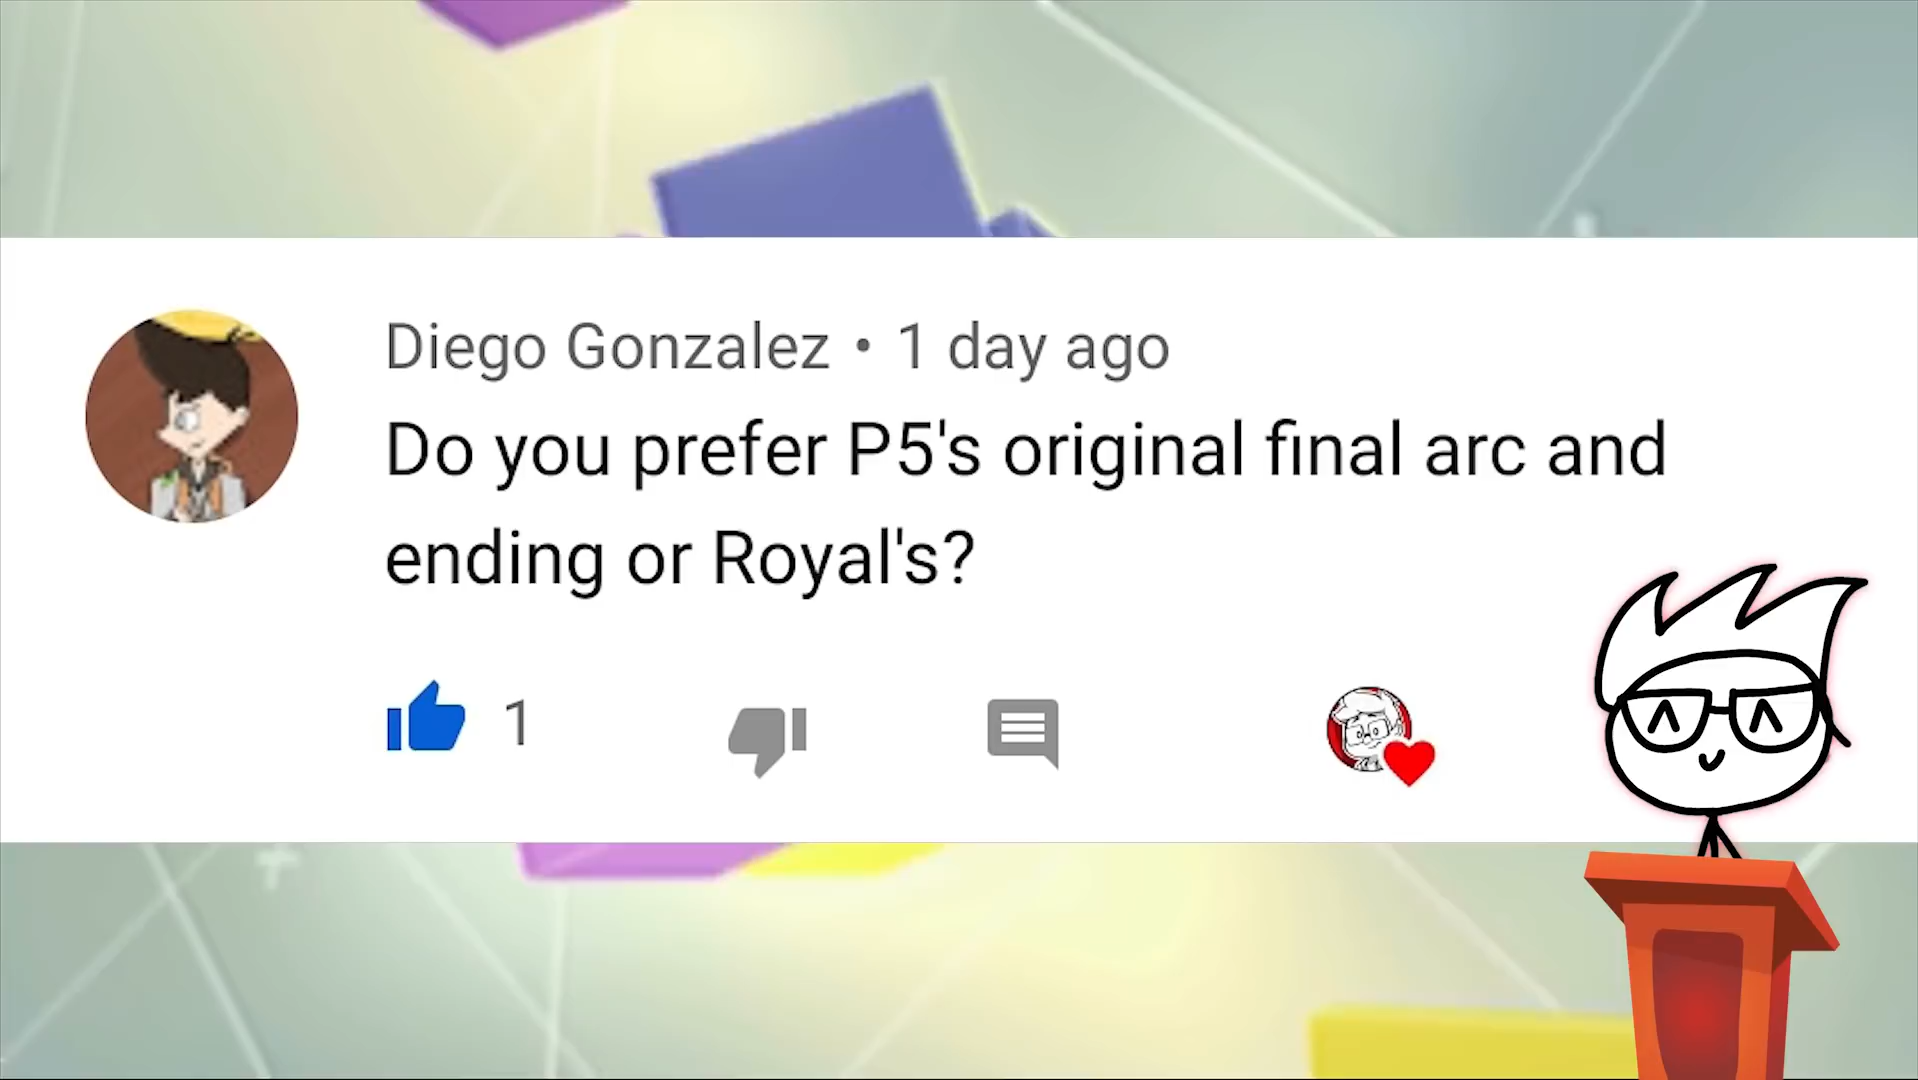 Diego Gonzalez • 1 day ago
Do you prefer P5's original final arc and
ending or Royal's?
1